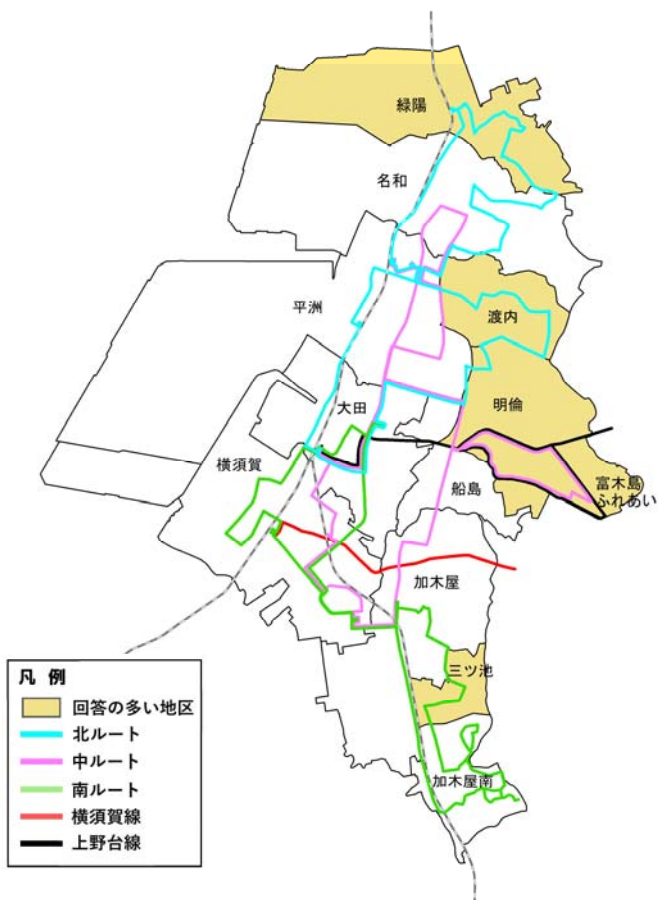 緑陽
名和
渡内
平洲
明倫
大田
横須賀
船島
富木島
ふれあい
加木屋
三ツ池
加木屋南
凡 例
回答の多い地区
北ルート
中ルート
南ルート
横須賀線
上野台線